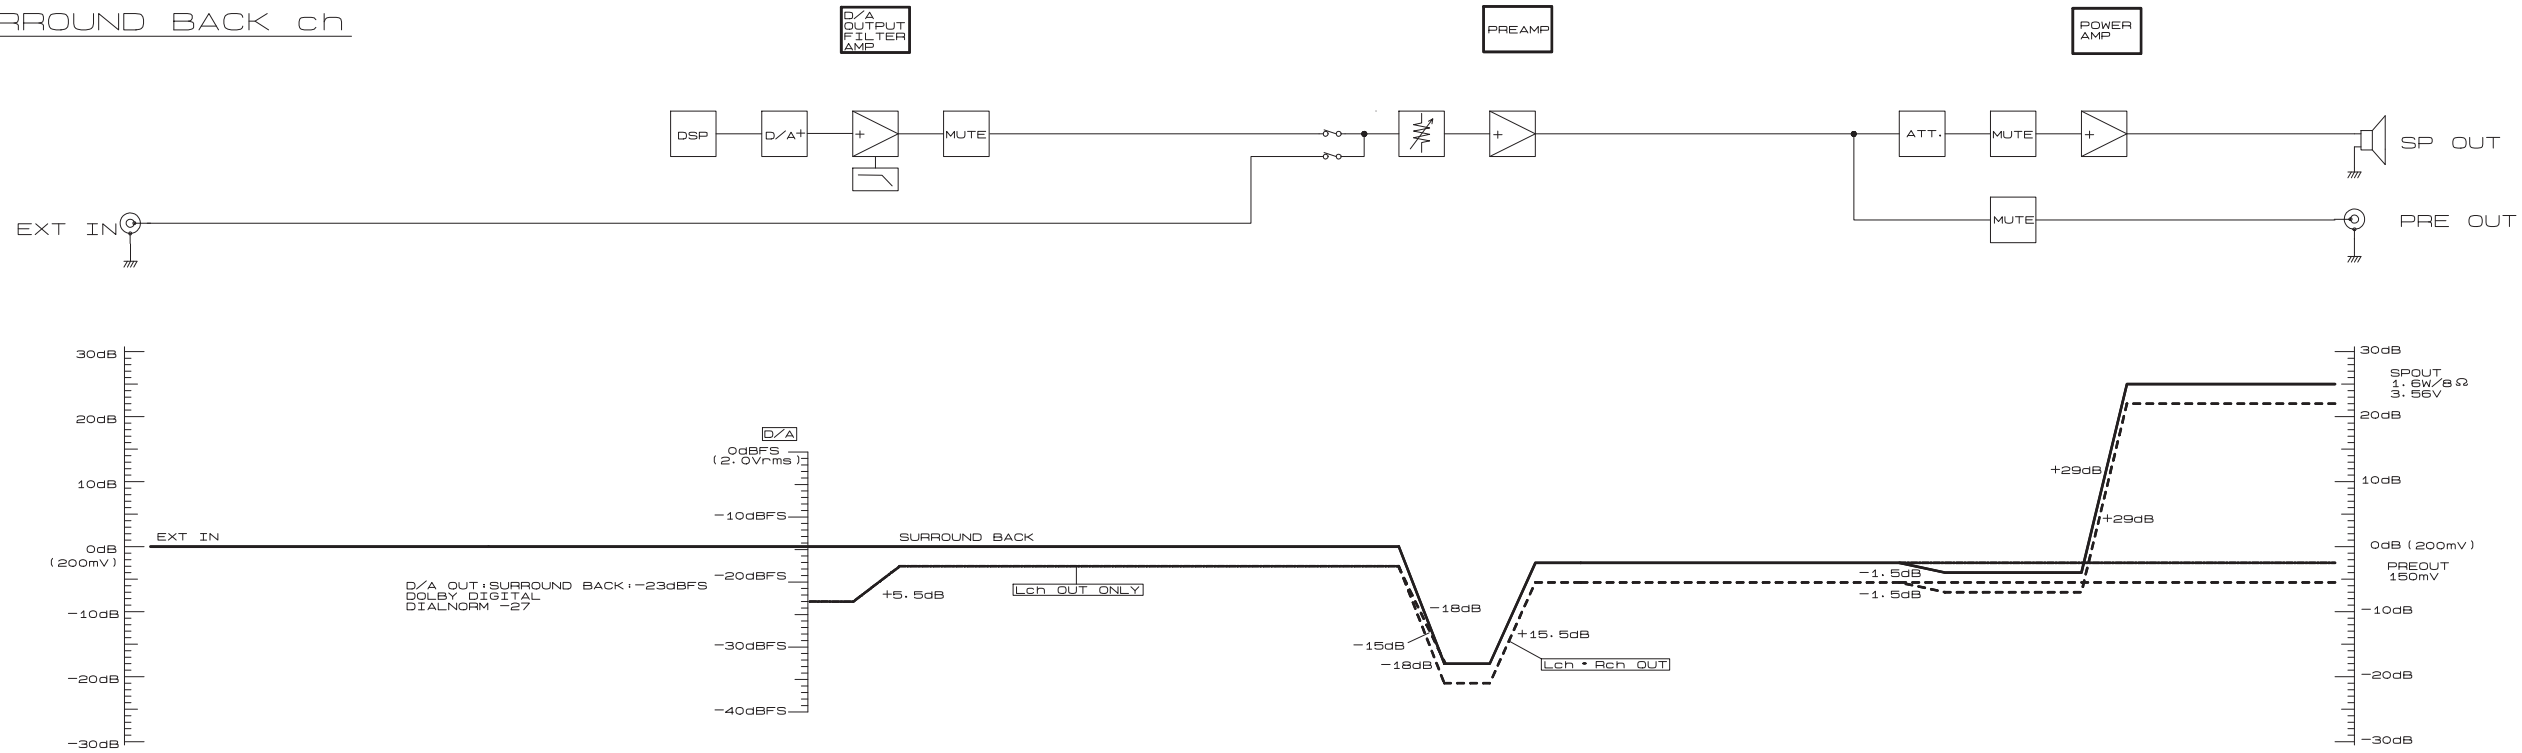 RROUND BACK ch
D/A
OUTPUT
FILTER
AMP
PREAMP
POWER
AMP
DSP
D/A
MUTE
ATT.
MUTE
SP OUT
EXT IN
MUTE
PRE OUT
30dB
20dB
10dB
0dB
(200mV)
-10dB
-20dB
-30dB
EXT IN
D/A OUT:SURROUND BACK:-23dBFS
DOLBY DIGITAL
DIALNORM -27
D/A
0dBFS
(2.0Vrms)
-10dBFS
-20dBFS
-30dBFS
-40dBFS
+5.5dB
SURROUND BACK
Lch OUT ONLY
-18dB
-15dB
-18dB
+15.5dB
Lch • Rch OUT
-1.5dB
-1.5dB
+29dB
+29dB
30dB
SPOUT
1.6W/8Ω
3.56V
20dB
10dB
0dB (200mV)
PREOUT
150mV
-10dB
-20dB
-30dB